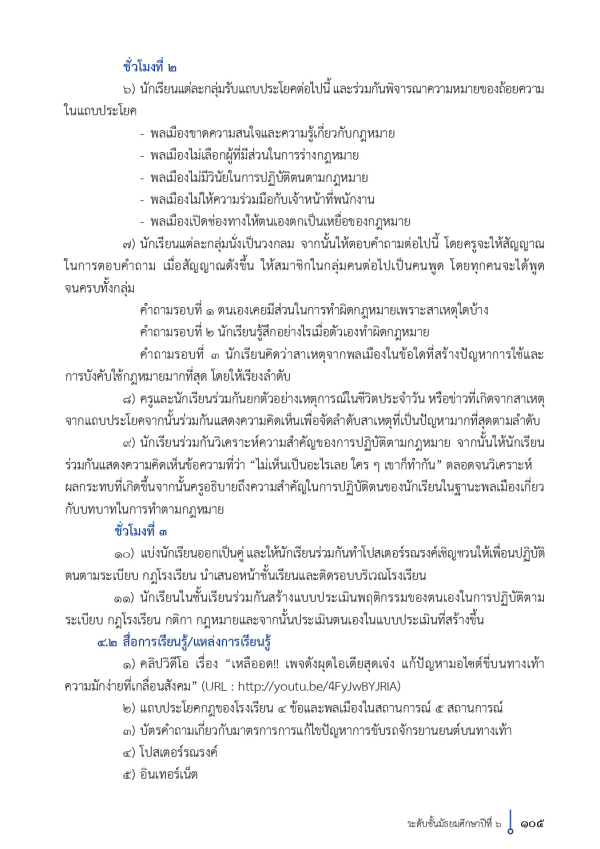 ชั่วโมงที่ ๒
๖) นักเรียนแต่ละกลุ่มรับแถบประโยคต่อไปนี้ และร่วมกันพิจารณาความหมายของถ้อยความ
ในแถบประโยค
- พลเมืองขาดความสนใจและความรู้เกี่ยวกับกฎหมาย
- พลเมืองไม่เลือกผู้ที่มีส่วนในการร่างกฎหมาย
- พลเมืองไม่มีวินัยในการปฏิบัติตนตามกฎหมาย
- พลเมืองไม่ให้ความร่วมมือกับเจ้าหน้าที่พนักงาน
- พลเมืองเปิดช่องทางให้ตนเองตกเป็นเหยื่อของกฎหมาย
๗) นักเรียนแต่ละกลุ่มนั่งเป็นวงกลม จากนั้นให้ตอบคำถามต่อไปนี้ โดยครูจะให้สัญญาณ
ในการตอบคำถาม เมื่อสัญญาณดังขึ้น ให้สมาชิกในกลุ่มคนต่อไปเป็นคนพูด โดยทุกคนจะได้พูด
จนครบทั้งกลุ่ม
คำถามรอบที่ ๑ ตนเองเคยมีส่วนในการทำผิดกฎหมายเพราะสาเหตุใดบ้าง
คำถามรอบที่ ๒ นักเรียนรู้สึกอย่างไรเมื่อตัวเองทำผิดกฎหมาย
คำถามรอบที่ ๓ นักเรียนคิดว่าสาเหตุจากพลเมืองในข้อใดที่สร้างปัญหาการใช้และ
การบังคับใช้กฎหมายมากที่สุด โดยให้เรียงลำดับ
๘) ครูและนักเรียนร่วมกันยกตัวอย่างเหตุการณ์ในชีวิตประจำวัน หรือข่าวที่เกิดจากสาเหตุ
จากแถบประโยคจากนั้นร่วมกันแสดงความคิดเห็นเพื่อจัดลำดับสาเหตุที่เป็นปัญหามากที่สุดตามลำดับ
๙) นักเรียนร่วมกันวิเคราะห์ความสำคัญของการปฏิบัติตามกฎหมาย จากนั้นให้นักเรียน
ร่วมกันแสดงความคิดเห็นข้อความที่ว่า “ไม่เห็นเป็นอะไรเลย ใคร ๆ เขาก็ทำกัน” ตลอดจนวิเคราะห์
ผลกระทบที่เกิดขึ้นจากนั้นครูอธิบายถึงความสำคัญในการปฏิบัติตนของนักเรียนในฐานะพลเมืองเกี่ยว
กับบทบาทในการทำตามกฎหมาย
ชั่วโมงที่ ๓
๑๐) แบ่งนักเรียนออกเป็นคู่ และให้นักเรียนร่วมกันทำโปสเตอร์รณรงค์เชิญชวนให้เพื่อนปฏิบัติ
ตนตามระเบียบ กฎโรงเรียน นำเสนอหน้าชั้นเรียนและติดรอบบริเวณโรงเรียน
๑๑) นักเรียนในชั้นเรียนร่วมกันสร้างแบบประเมินพฤติกรรมของตนเองในการปฏิบัติตาม
ระเบียบ กฎโรงเรียน กติกา กฎหมายและจากนั้นประเมินตนเองในแบบประเมินที่สร้างขึ้น
๔.๒ สื่อการเรียนรู้/แหล่งการเรียนรู้
๑) คลิปวิดีโอ เรื่อง “เหลืออด!! เพจดังผุดไอเดียสุดเจ๋ง แก้ปัญหามอไซต์ขี่บนทางเท้า
ความมักง่ายที่เกลื่อนสังคม” (URL : http://youtu.be/4FyJwBYJRlA)
๒) แถบประโยคกฎของโรงเรียน ๔ ข้อและพลเมืองในสถานการณ์ ๕ สถานการณ์
๓) บัตรคำถามเกี่ยวกับมาตรการการแก้ไขปัญหาการขับรถจักรยานยนต์บนทางเท้า
๔) โปสเตอร์รณรงค์
๕) อินเทอร์เน็ต
ระดับชั้นมัธยมศึกษาปีที่ ๖ ๑๐๕